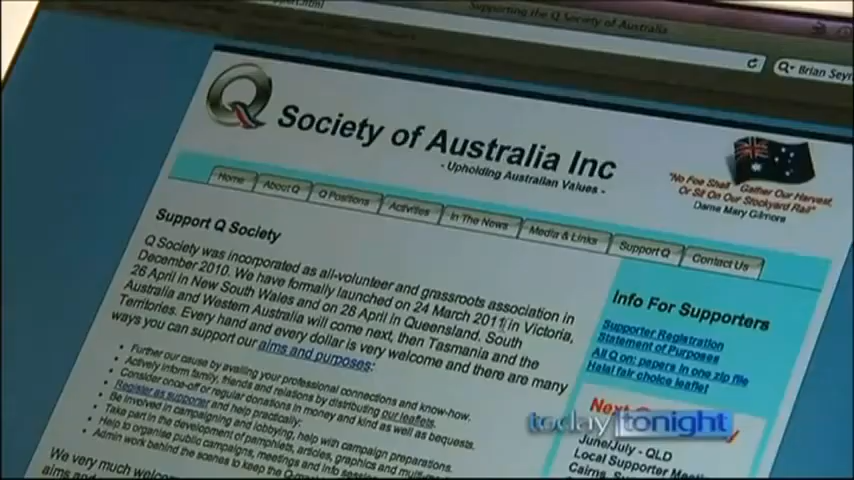 Supporting the Q Society of Australia
Brian Seym
Q Society of Australia Inc
- Upholding Australian Values -
"No Foe Shall Gather Our Harvest,
Or Sit On Our Stockyard Rail"
Dame Mary Gilmore
Home About Q Q Positions Activities In The News Media & Links Support Q Contact Us
Support Q Society
Q Society was incorporated as all-volunteer and grassroots association in
December 2010. We have formally launched on 24 March 2011 in Victoria,
26 April in New South Wales and on 28 April in Queensland. South
Australia and Western Australia will come next, then Tasmania and the
Territories. Every hand and every dollar is very welcome and there are many
ways you can support our aims and purposes:
Further our cause by availing your professional connections and know-how.
Actively inform family, friends and relations by distributing our leaflets.
Consider once-off or regular donations in money and kind as well as bequests.
Register as supporter and help practically:
Be involved in campaigning and lobbying, help with campaign preparations.
Take part in the development of pamphlets, articles, graphics and multi-
Help to organise public campaigns, meetings and info
Admin work behind the scenes to keep the Q
We very much
aims and
Info For Supporters
Supporter Registration
Statement of Purposes
All Q on: papers in one zip file
Halal fair choice leaflet
Next
June/July - QLD
Local Supporter
Cairns,
today tonight